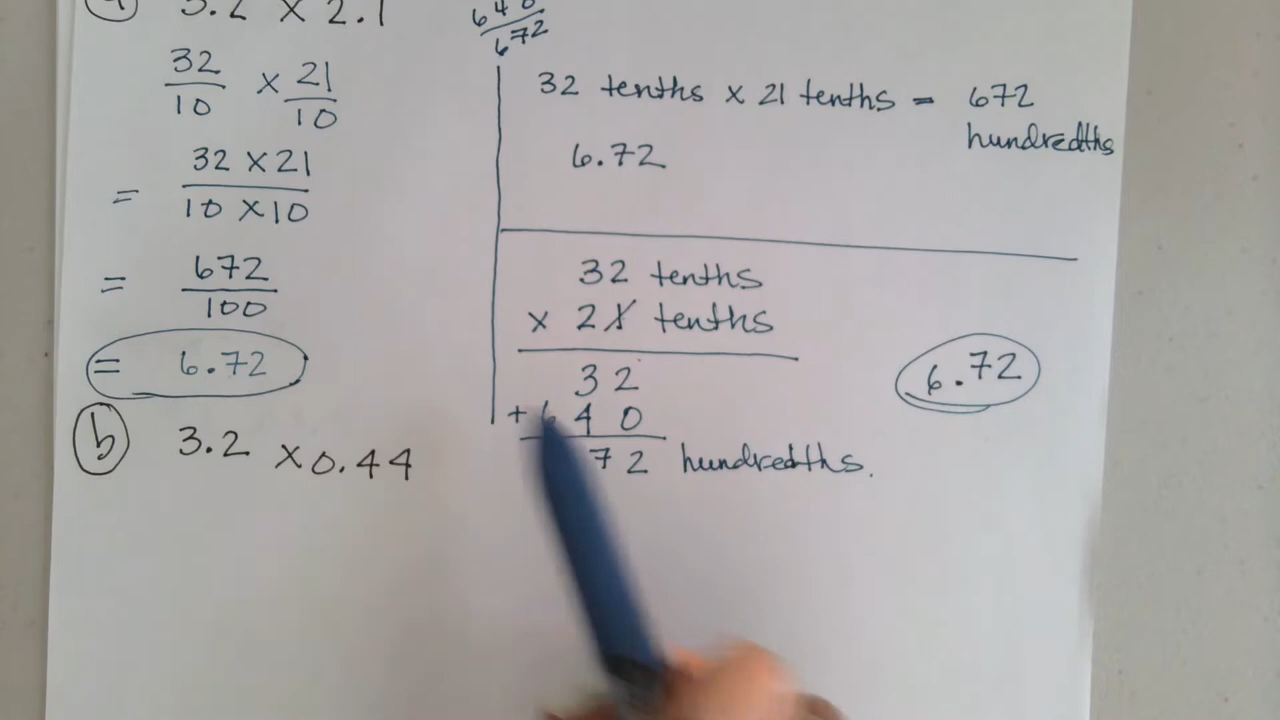 a 3.2 × 2.1
32/10 × 21/10
= 32 × 21 / 10 × 10
= 672/100
= 6.72
b 3.2 × 0.44
640
672
32 tenths × 21 tenths = 672
hundredths
6.72
32 tenths
× 21 tenths
32
+ 640
72 hundredths.
6.72